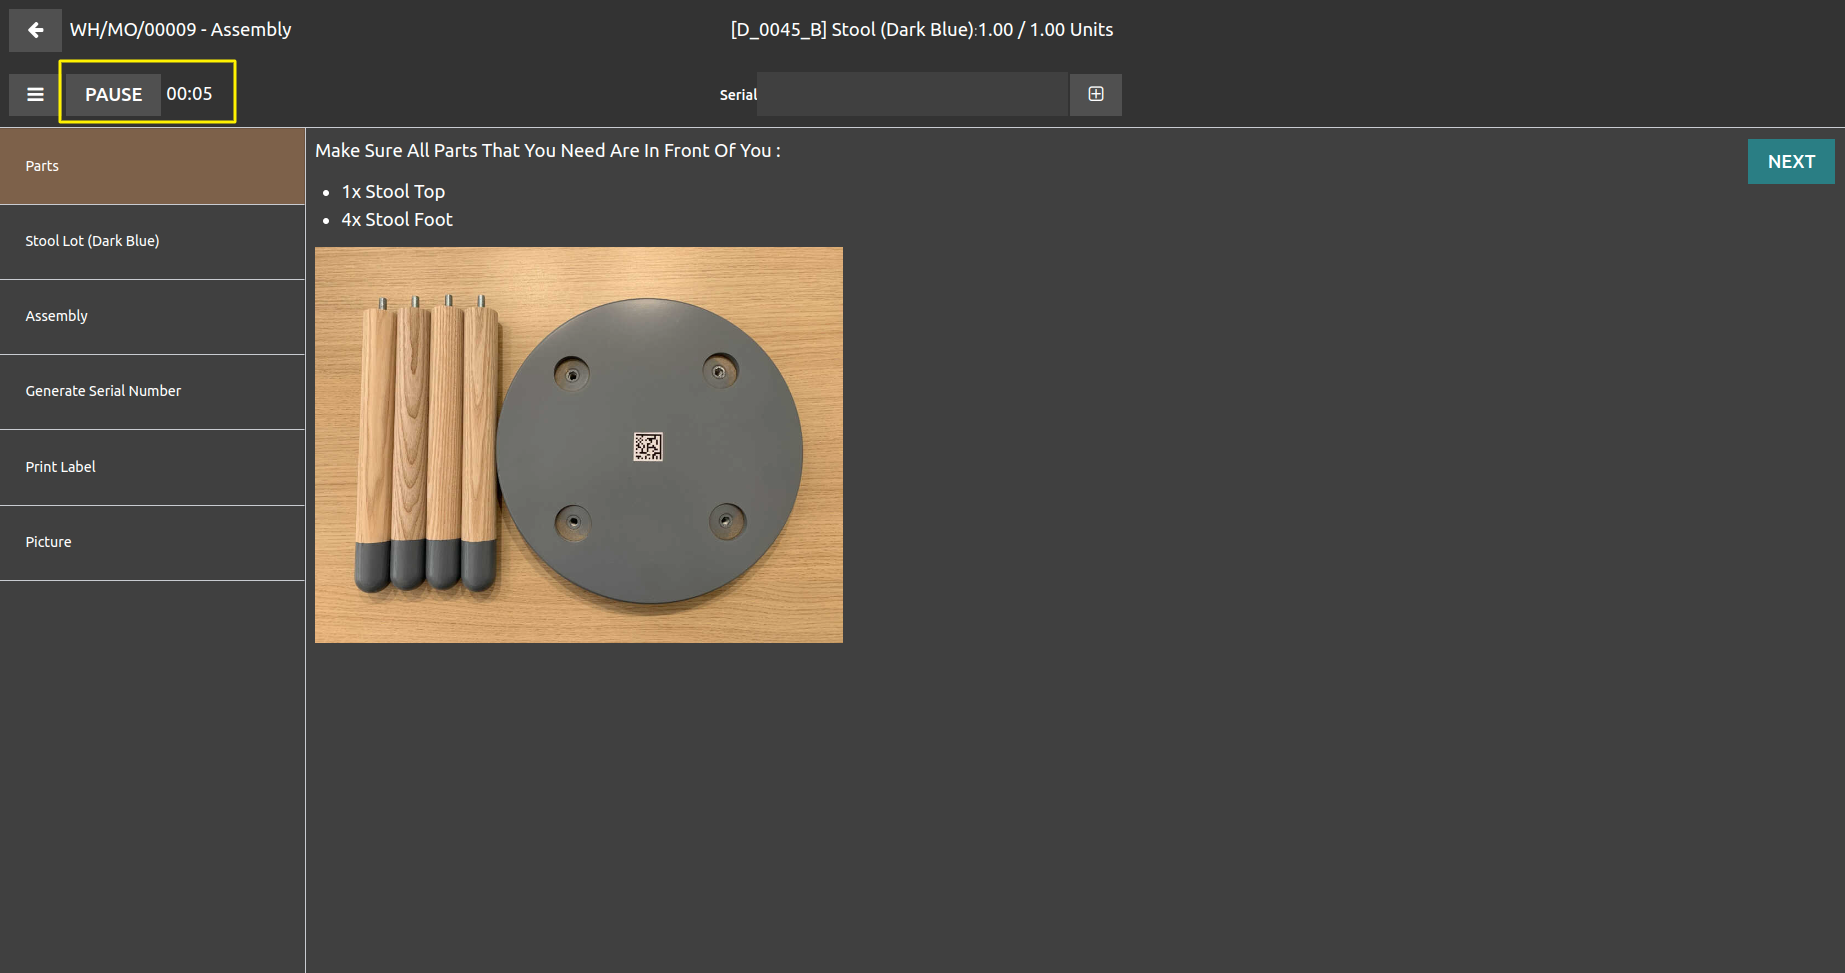 WH/MO/00009 - Assembly
[D_0045_B] Stool (Dark Blue):1.00 / 1.00 Units
PAUSE 00:05
Serial
Parts
Stool Lot (Dark Blue)
Assembly
Generate Serial Number
Print Label
Picture
Make Sure All Parts That You Need Are In Front Of You :
• 1x Stool Top
• 4x Stool Foot
NEXT